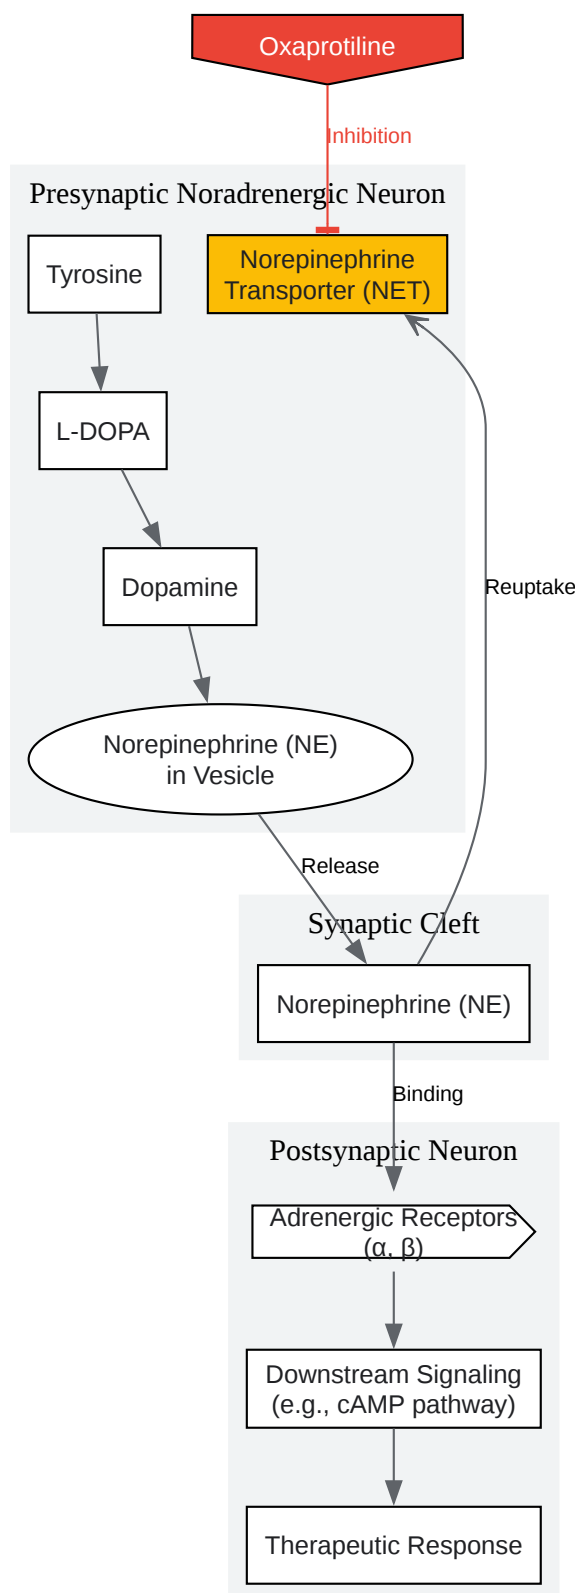 Oxaprotiline
Inhibition
Presynaptic Noradrenergic Neuron
Tyrosine
Norepinephrine
Transporter (NET)
L-DOPA
Dopamine
Reuptake
Norepinephrine (NE)
in Vesicle
Release
Synaptic Cleft
Norepinephrine (NE)
Binding
Postsynaptic Neuron
Adrenergic Receptors
(α, β)
Downstream Signaling
(e.g., cAMP pathway)
Therapeutic Response